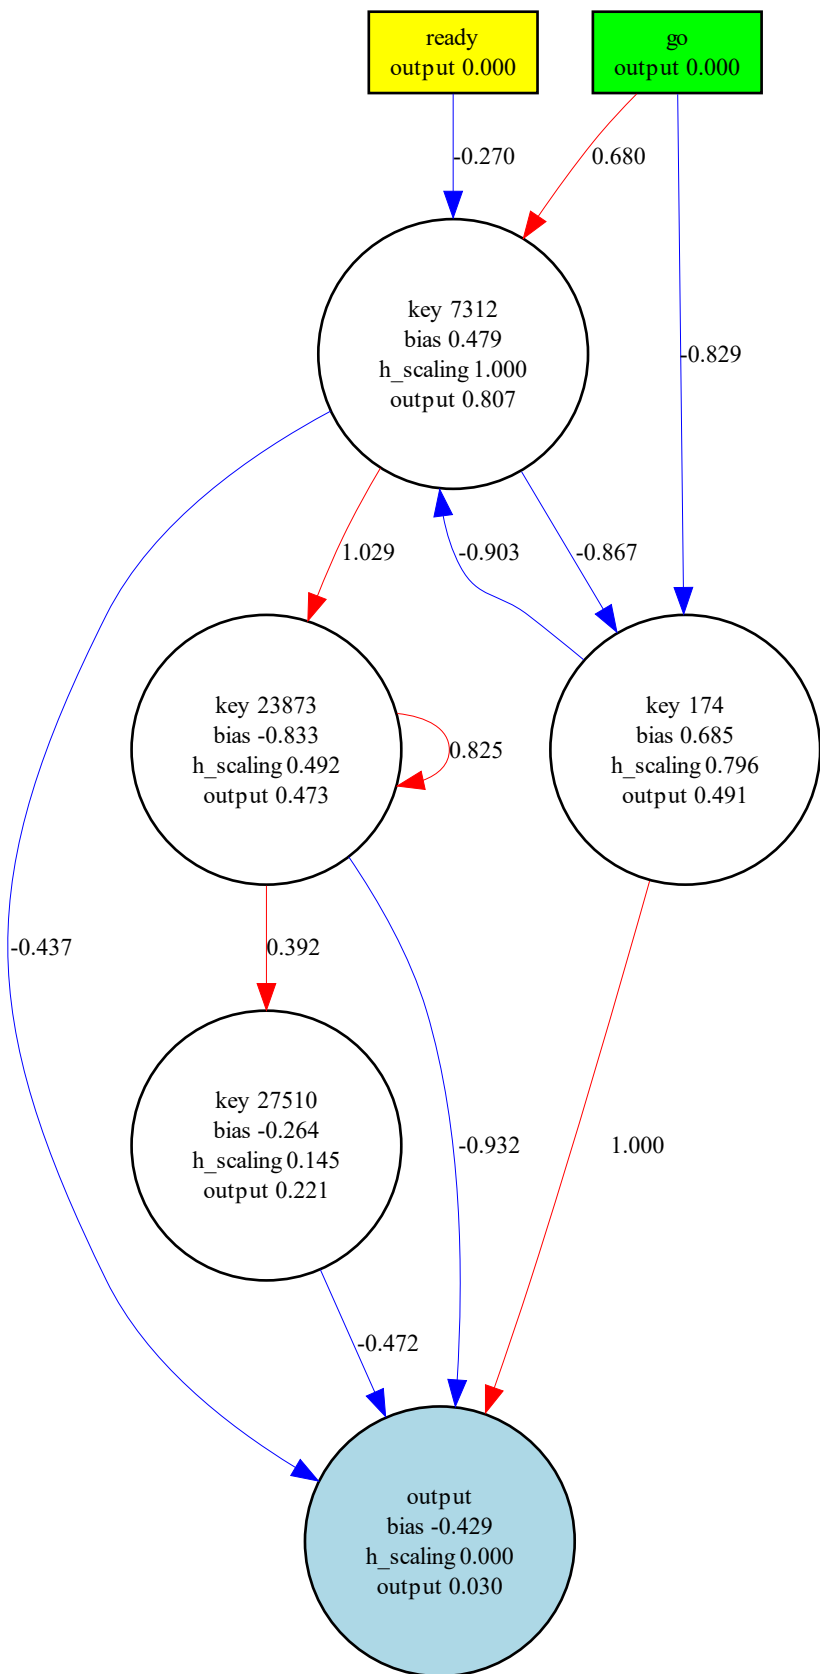 ready
output 0.000
go
output 0.000
-0.270
0.680
key 7312
bias 0.479
h_scaling 1.000
output 0.807
-0.829
1.029
-0.903
-0.867
key 23873
bias -0.833
h_scaling 0.492
output 0.473
0.825
key 174
bias 0.685
h_scaling 0.796
output 0.491
-0.437
0.392
key 27510
bias -0.264
h_scaling 0.145
output 0.221
-0.932
1.000
-0.472
output
bias -0.429
h_scaling 0.000
output 0.030